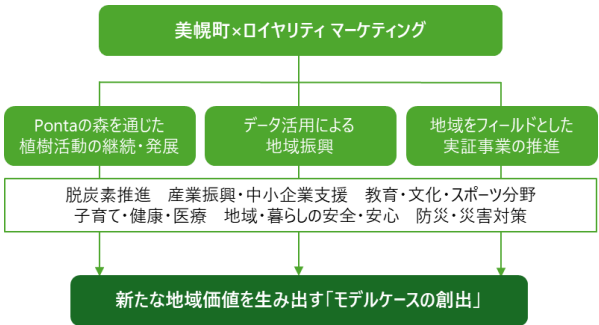 美幌町×ロイヤリティ マーケティング
Pontaの森を通じた
植樹活動の継続・発展
データ活用による
地域振興
地域をフィールドとした
実証事業の推進
脱炭素推進　産業振興・中小企業支援　教育・文化・スポーツ分野
子育て・健康・医療　地域・暮らしの安全・安心　防災・災害対策
新たな地域価値を生み出す「モデルケースの創出」